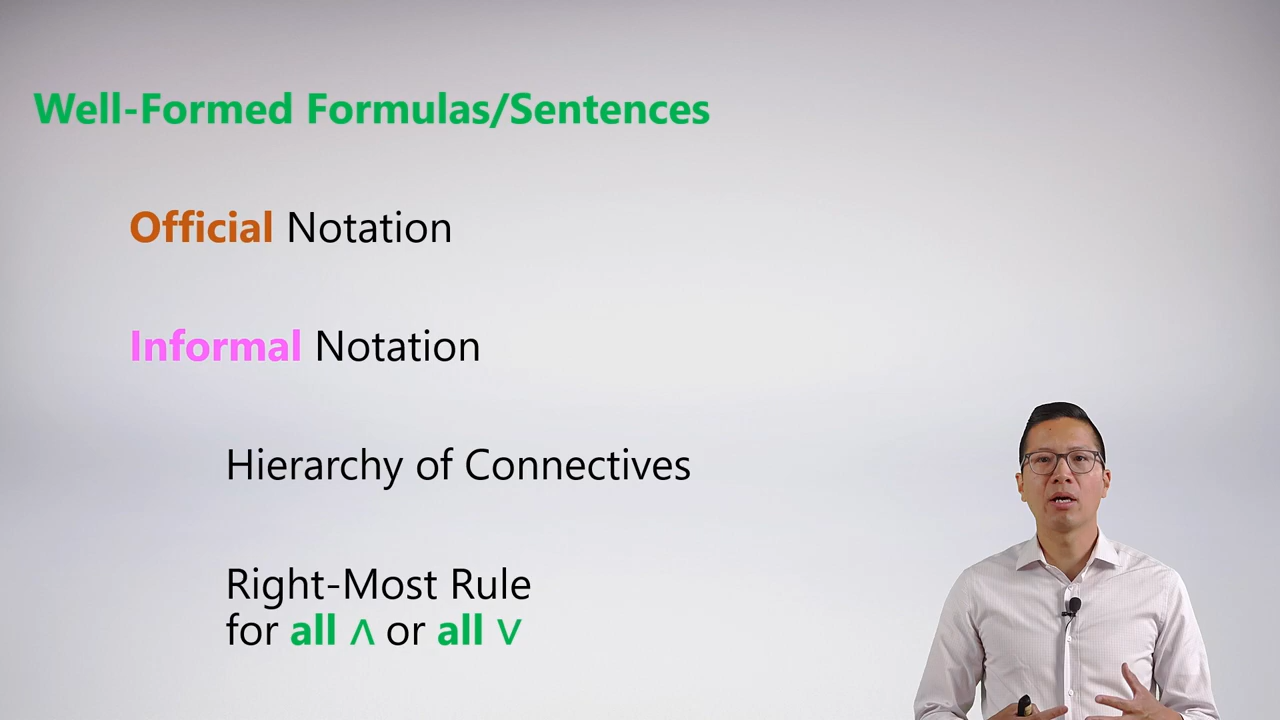 Well-Formed Formulas/Sentences
Official Notation
Informal Notation
Hierarchy of Connectives
Right-Most Rule
for all ∧ or all ∨